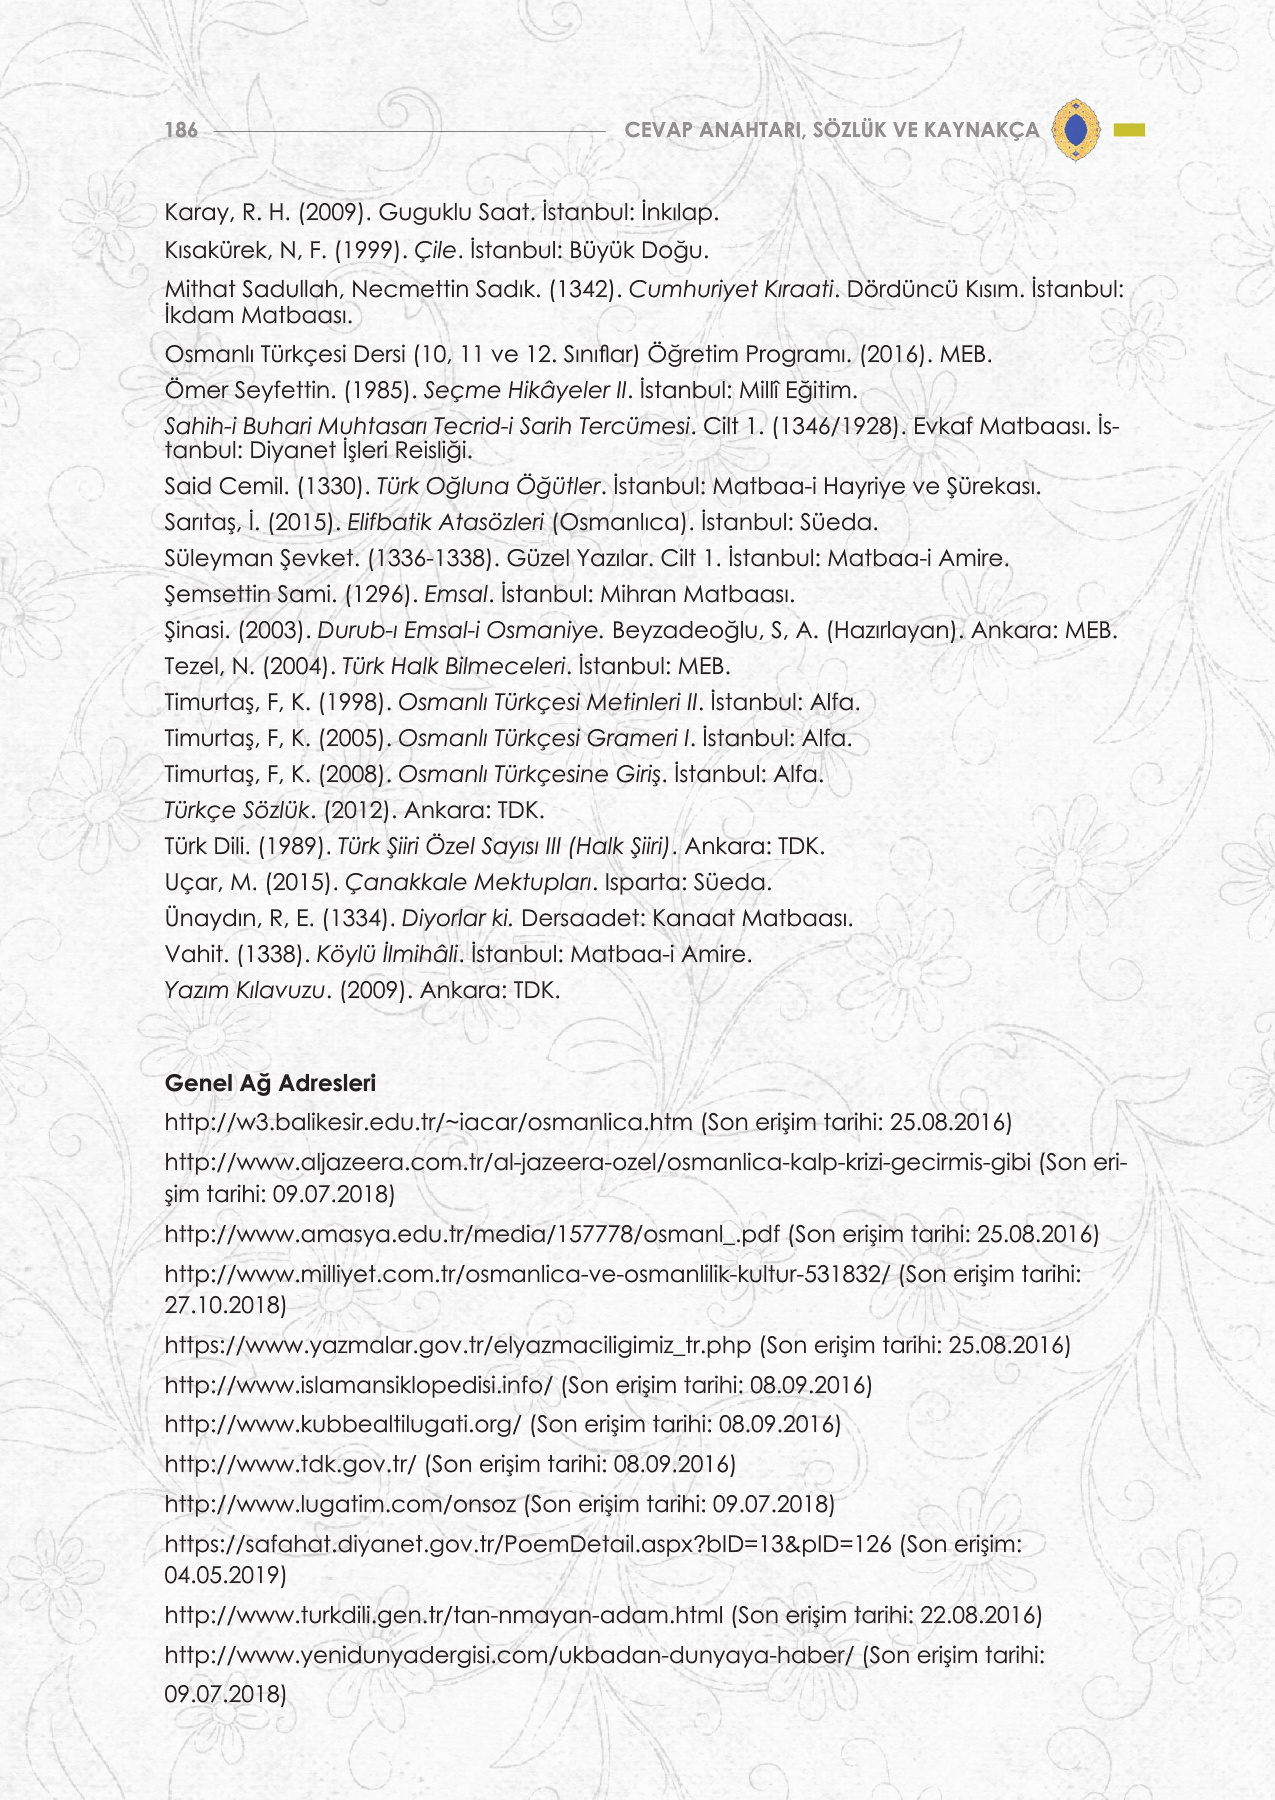 186 CEVAP ANAHTARI, SÖZLÜK VE KAYNAKÇA
Karay, R. H. (2009). Guguklu Saat. İstanbul: İnkılap.
Kısakürek, N, F. (1999). Çile. İstanbul: Büyük Doğu.
Mithat Sadullah, Necmettin Sadık. (1342). Cumhuriyet Kıraati. Dördüncü Kısım. İstanbul:
İkdam Matbaası.
Osmanlı Türkçesi Dersi (10, 11 ve 12. Sınıflar) Öğretim Programı. (2016). MEB.
Ömer Seyfettin. (1985). Seçme Hikâyeler II. İstanbul: Millî Eğitim.
Sahih-i Buhari Muhtasarı Tecrid-i Sarih Tercümesi. Cilt 1. (1346/1928). Evkaf Matbaası. İs-
tanbul: Diyanet İşleri Reisliği.
Said Cemil. (1330). Türk Oğluna Öğütler. İstanbul: Matbaa-i Hayriye ve Şürekası.
Sarıtaş, İ. (2015). Elifbatik Atasözleri (Osmanlıca). İstanbul: Süeda.
Süleyman Şevket. (1336-1338). Güzel Yazılar. Cilt 1. İstanbul: Matbaa-i Amire.
Şemsettin Sami. (1296). Emsal. İstanbul: Mihran Matbaası.
Şinasi. (2003). Durub-ı Emsal-i Osmaniye. Beyzadeoğlu, S, A. (Hazırlayan). Ankara: MEB.
Tezel, N. (2004). Türk Halk Bilmeceleri. İstanbul: MEB.
Timurtaş, F, K. (1998). Osmanlı Türkçesi Metinleri II. İstanbul: Alfa.
Timurtaş, F, K. (2005). Osmanlı Türkçesi Grameri I. İstanbul: Alfa.
Timurtaş, F, K. (2008). Osmanlı Türkçesine Giriş. İstanbul: Alfa.
Türkçe Sözlük. (2012). Ankara: TDK.
Türk Dili. (1989). Türk Şiiri Özel Sayısı III (Halk Şiiri). Ankara: TDK.
Uçar, M. (2015). Çanakkale Mektupları. Isparta: Süeda.
Ünaydın, R, E. (1334). Diyorlar ki. Dersaadet: Kanaat Matbaası.
Vahit. (1338). Köylü İlmihâli. İstanbul: Matbaa-i Amire.
Yazım Kılavuzu. (2009). Ankara: TDK.
Genel Ağ Adresleri
http://w3.balikesir.edu.tr/~iacar/osmanlica.htm (Son erişim tarihi: 25.08.2016)
http://www.aljazeera.com.tr/al-jazeera-ozel/osmanlica-kalp-krizi-gecirmis-gibi (Son eri-
şim tarihi: 09.07.2018)
http://www.amasya.edu.tr/media/157778/osmanl_.pdf (Son erişim tarihi: 25.08.2016)
http://www.milliyet.com.tr/osmanlica-ve-osmanlilik-kultur-531832/ (Son erişim tarihi:
27.10.2018)
https://www.yazmalar.gov.tr/elyazmaciligimiz_tr.php (Son erişim tarihi: 25.08.2016)
http://www.islamansiklopedisi.info/ (Son erişim tarihi: 08.09.2016)
http://www.kubbealtilugati.org/ (Son erişim tarihi: 08.09.2016)
http://www.tdk.gov.tr/ (Son erişim tarihi: 08.09.2016)
http://www.lugatim.com/onsoz (Son erişim tarihi: 09.07.2018)
https://safahat.diyanet.gov.tr/PoemDetail.aspx?bID=13&pID=126 (Son erişim:
04.05.2019)
http://www.turkdili.gen.tr/tan-nmayan-adam.html (Son erişim tarihi: 22.08.2016)
http://www.yenidunyadergisi.com/ukbadan-dunyaya-haber/ (Son erişim tarihi:
09.07.2018)